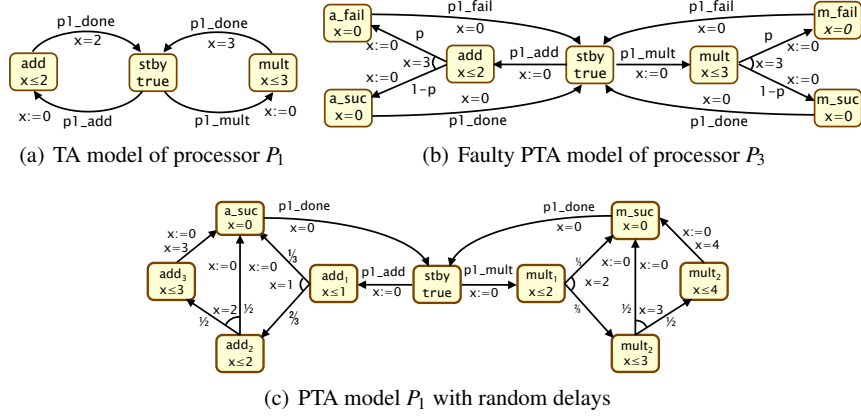 p1_done
x=2
p1_done
x=3
add
x≤2
stby
true
mult
x≤3
x:=0
p1_add
p1_mult
x:=0
(a) TA model of processor P1
a_fail
x=0
p1_fail
x:=0
p1_fail
x:=0
m_fail
x=0
x:=0
p
x=3
add
x≤2
p1_add
x:=0
stby
true
p1_mult
x:=0
mult
x≤3
p
x=3
x:=0
x:=0
1-p
a_suc
x=0
x=0
p1_done
x:=0
1-p
m_suc
x=0
x=0
p1_done
(b) Faulty PTA model of processor P3
a_suc
x=0
p1_done
x=0
p1_done
x=0
m_suc
x=0
x:=0
x=3
x:=0
x:=0
⅓
x=1
⅔
add3
x≤3
x=2
½
½
add2
x≤2
add1
x≤1
p1_add
x:=0
stby
true
p1_mult
x:=0
mult1
x≤2
⅓
x:=0
x=2
⅔
x:=0
x:=0
x=4
mult2
x≤4
½
x=3
½
mult2
x≤3
(c) PTA model P1 with random delays